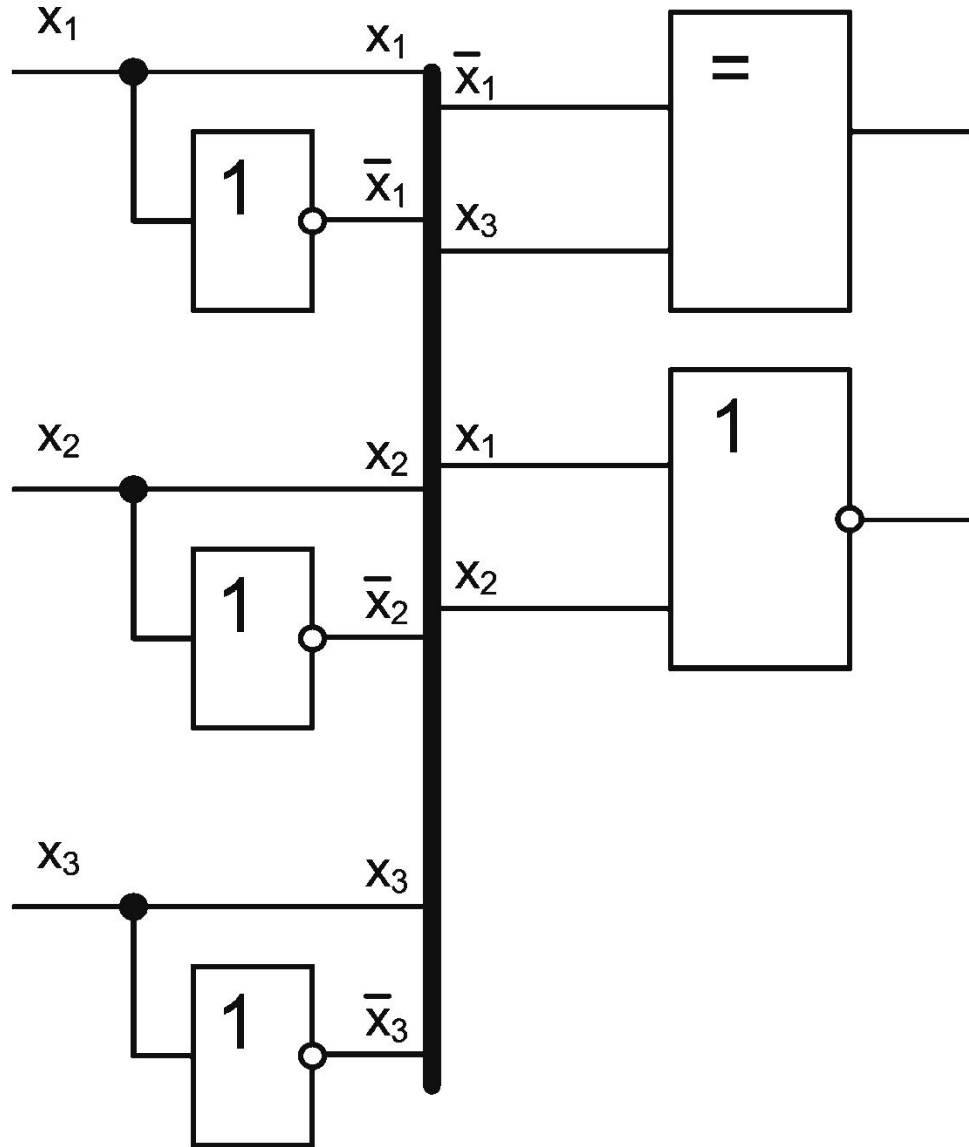 x₁ x₁ x̅₁ =
1 x̅₁ x₃
x₂ x₂ x₁ 1
1 x̅₂ x₂
x₃ x₃
1 x̅₃